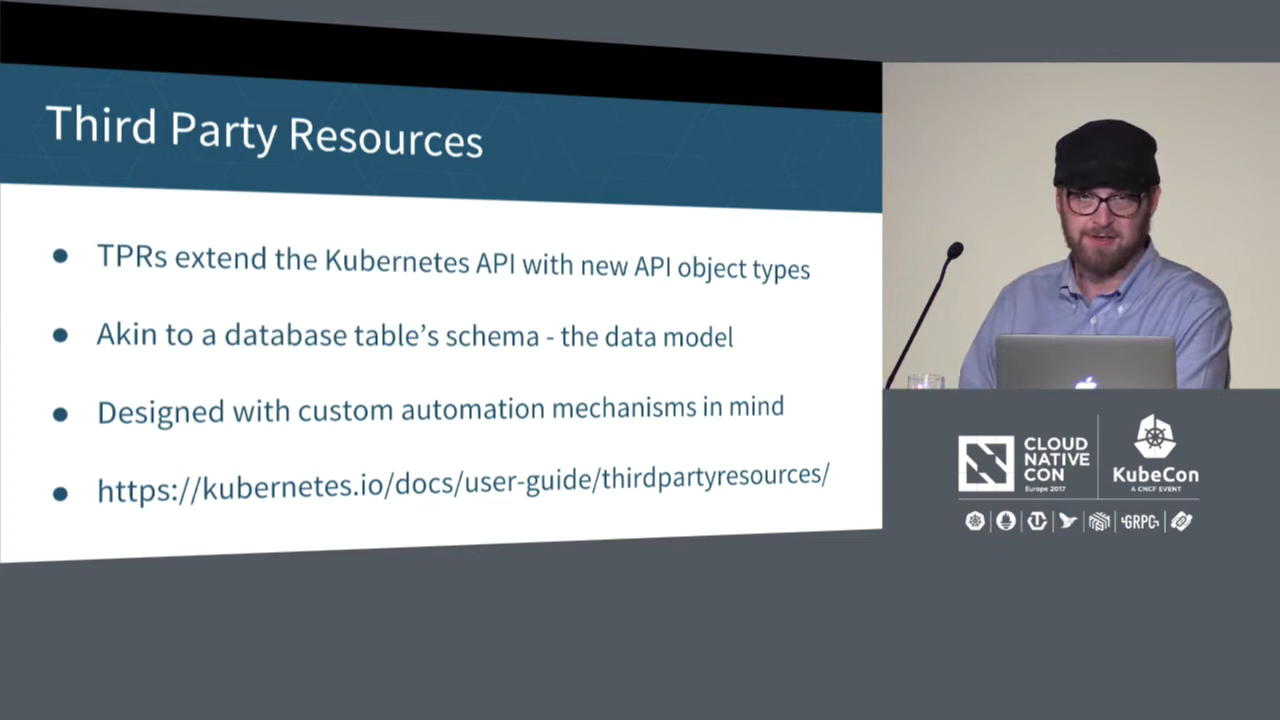 Third Party Resources
TPRs extend the Kubernetes API with new API object types
Akin to a database table’s schema - the data model
Designed with custom automation mechanisms in mind
https://kubernetes.io/docs/user-guide/thirdpartyresources/
CLOUD
NATIVE
CON
Europe 2017
KubeCon
A CNCF EVENT
GRPC